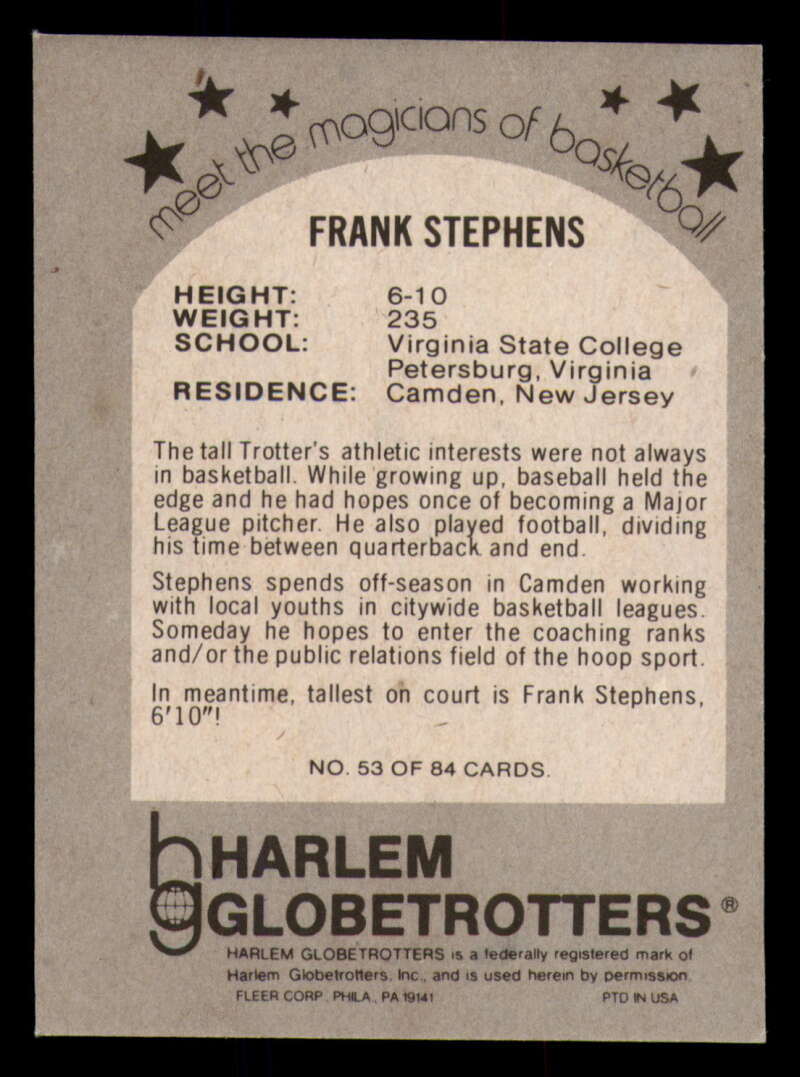 meet the magicians of basketball
FRANK STEPHENS
HEIGHT: 6-10
WEIGHT: 235
SCHOOL: Virginia State College
Petersburg, Virginia
RESIDENCE: Camden, New Jersey
The tall Trotter's athletic interests were not always
in basketball. While growing up, baseball held the
edge and he had hopes once of becoming a Major
League pitcher. He also played football, dividing
his time between quarterback and end.
Stephens spends off-season in Camden working
with local youths in citywide basketball leagues.
Someday he hopes to enter the coaching ranks
and/or the public relations field of the hoop sport.
In meantime, tallest on court is Frank Stephens,
6'10"!
NO. 53 OF 84 CARDS.
hg HARLEM
GLOBETROTTERS®
HARLEM GLOBETROTTERS is a federally registered mark of
Harlem Globetrotters, Inc., and is used herein by permission.
FLEER CORP. PHILA., PA 19141 PTD IN USA